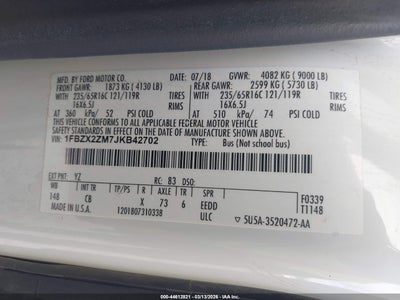 MFD. BY FORD MOTOR CO.
07/18 GVWR: 4082 KG ( 9000 LB)
FRONT GAWR: 1873 KG ( 4130 LB)
REAR GAWR: 2599 KG ( 5730 LB)
235/65R16C 121/119R TIRES
235/65R16C 121/119R TIRES
16X6.5J RIMS
16X6.5J RIMS
AT 360 kPa/ 52 PSI COLD
AT 510 kPa/ 74 PSI COLD
THIS VEHICLE CONFORMS TO ALL APPLICABLE FEDERAL MOTOR VEHICLE
SAFETY STANDARDS IN EFFECT ON THE DATE OF MANUFACTURE SHOWN ABOVE.
VIN: 1FBZX2ZM7JKB42702
TYPE: Bus (Not school Bus)
EXT PNT: YZ RC: 83 DSO:
WB INT TR TP/PS R AXLE TR SPR
148 CB X 73 6 EEDD
F0339
T1148
MADE IN U.S.A. 1201807310338 ULC
5U5A-3520472-AA
000-44612821 - 03/13/2026 -